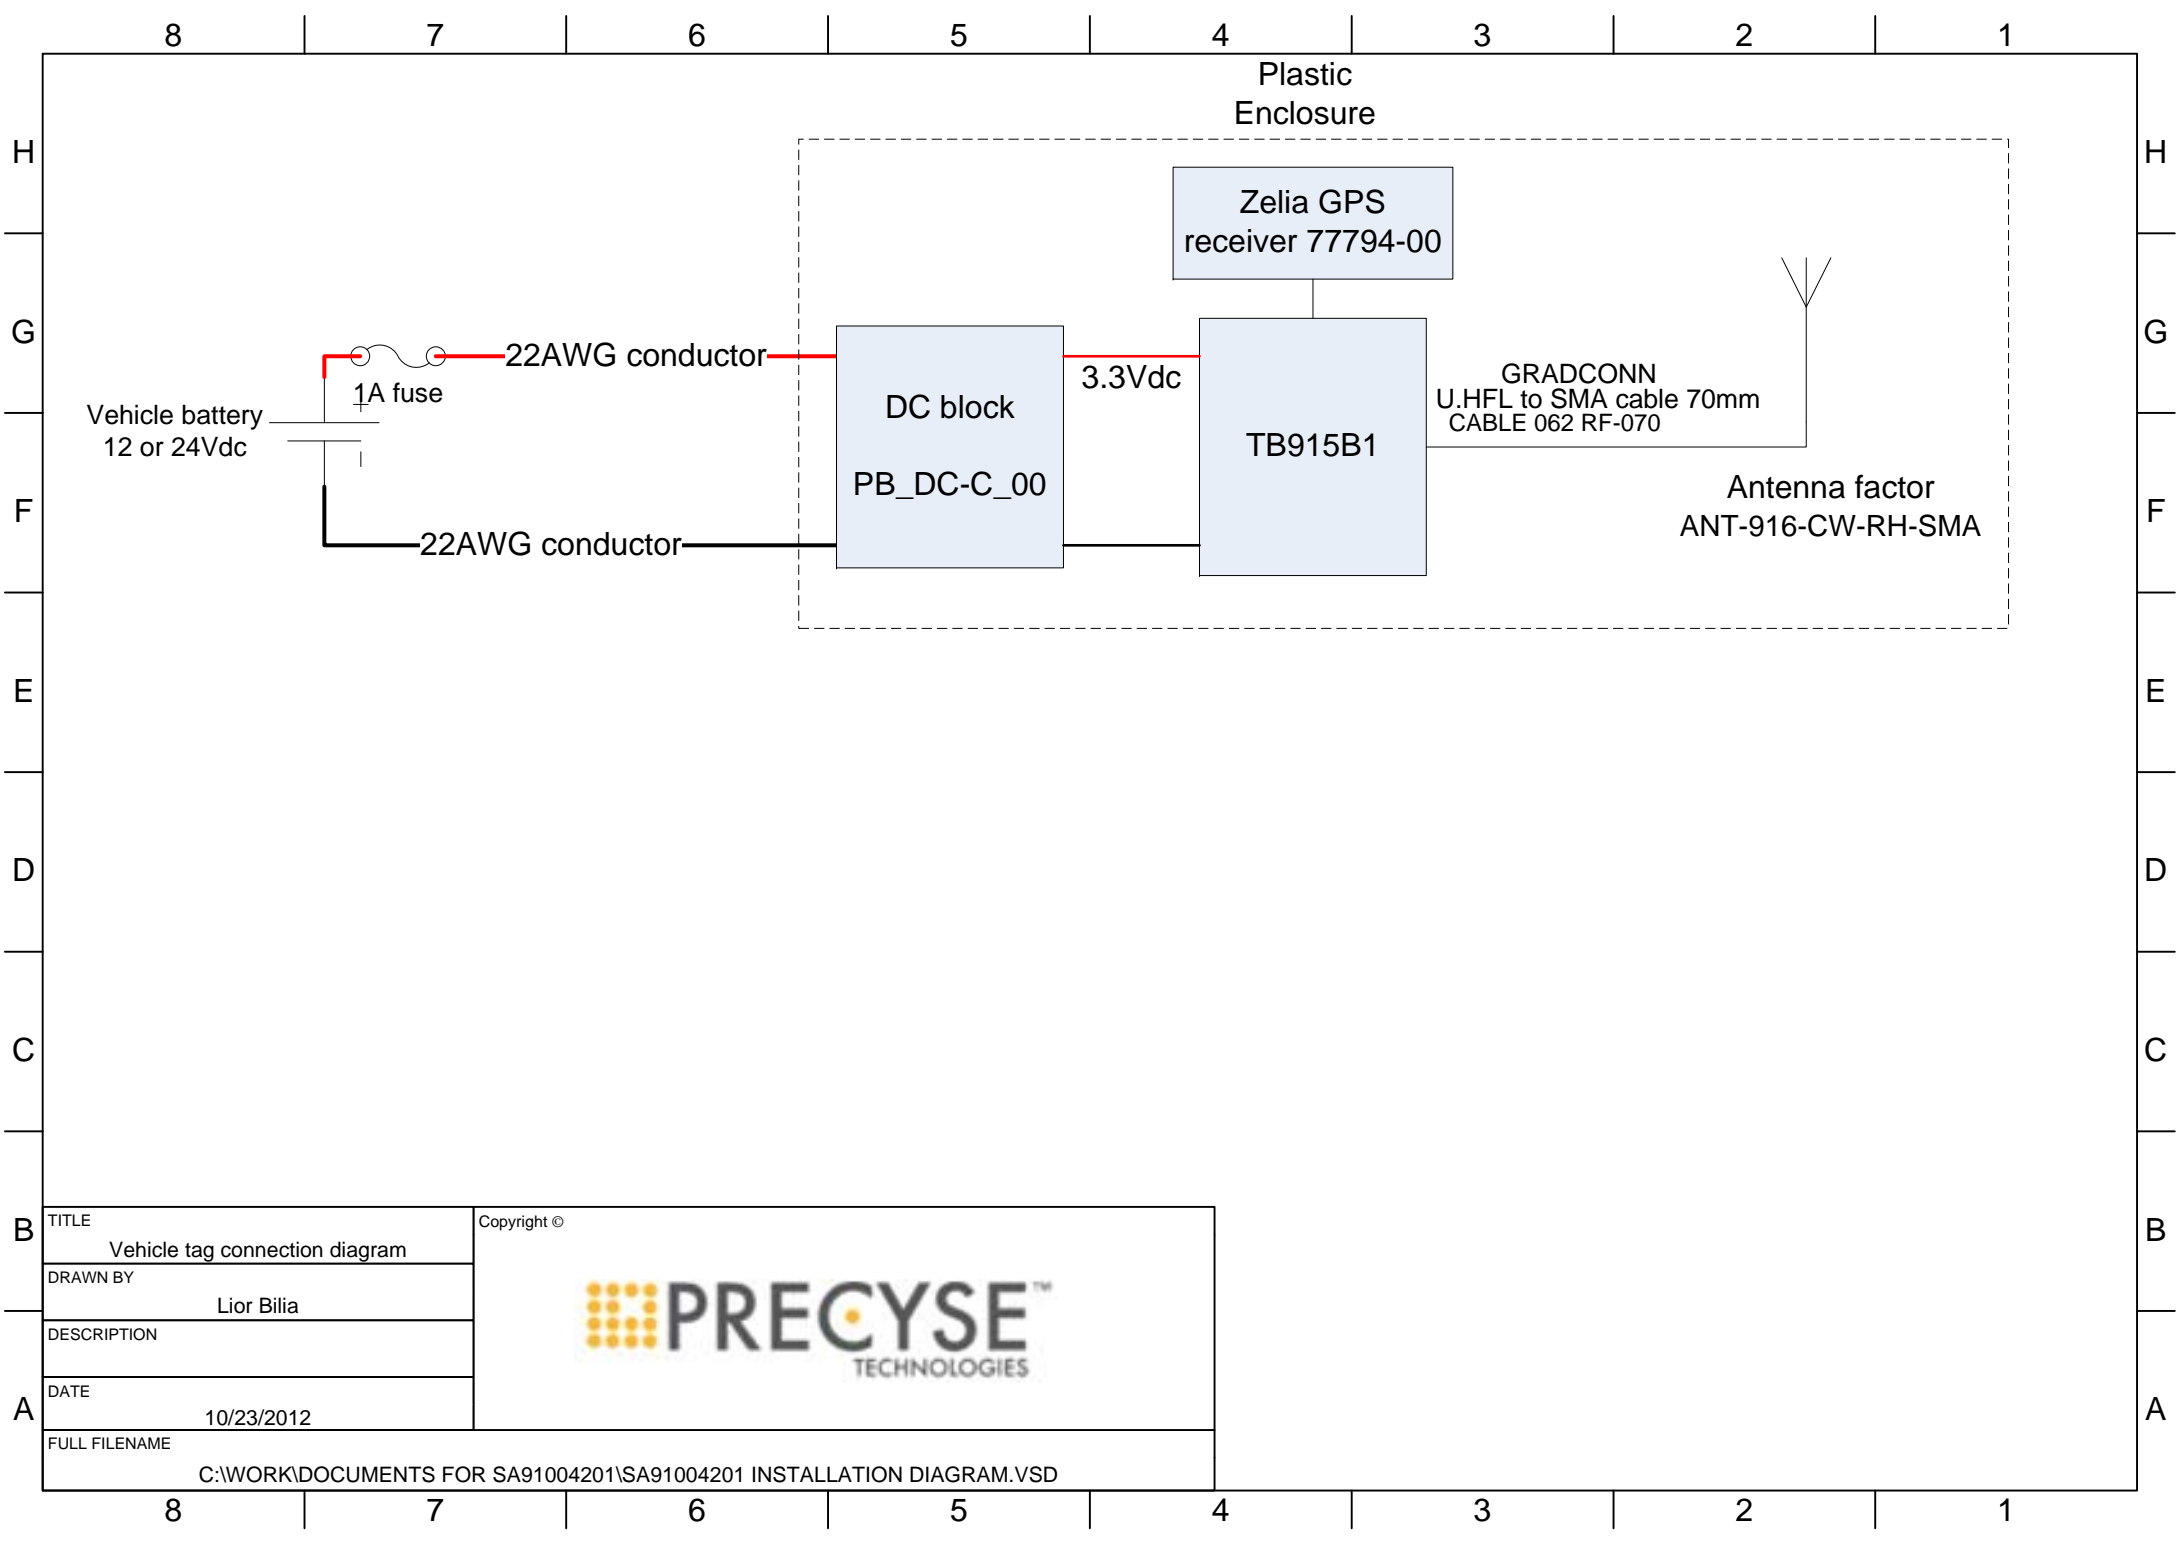 8 7 6 5 4 3 2 1
Plastic
Enclosure
H H
Zelia GPS
receiver 77794-00
G G
22AWG conductor
1A fuse
3.3Vdc
GRADCONN
U.HFL to SMA cable 70mm
CABLE 062 RF-070
Vehicle battery
12 or 24Vdc
+
DC block
PB_DC-C_00
TB915B1
Antenna factor
ANT-916-CW-RH-SMA
F F
22AWG conductor
E E
D D
C C
B B
TITLE
Vehicle tag connection diagram
DRAWN BY
Lior Bilia
DESCRIPTION
DATE
10/23/2012
Copyright ©
PRECYSE™
TECHNOLOGIES
A A
FULL FILENAME
C:\WORK\DOCUMENTS FOR SA91004201\SA91004201 INSTALLATION DIAGRAM.VSD
8 7 6 5 4 3 2 1